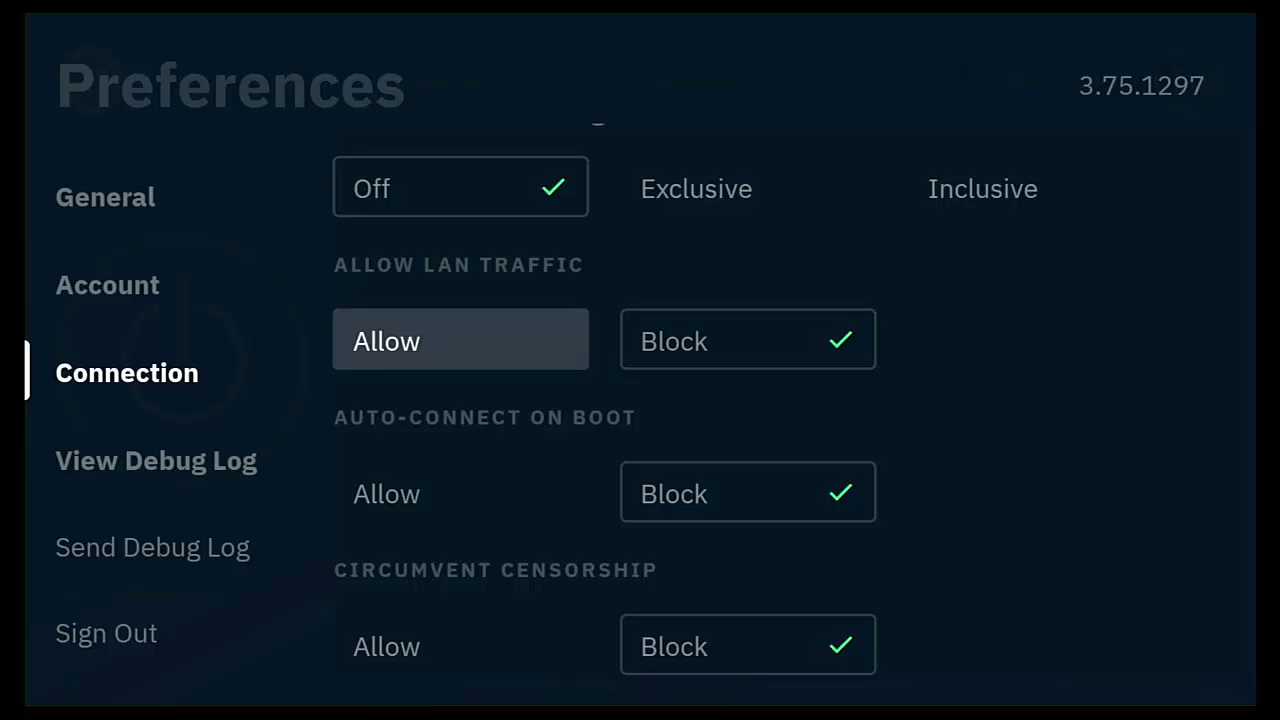 Preferences
3.75.1297
General
Account
Connection
View Debug Log
Send Debug Log
Sign Out
Off
Exclusive
Inclusive
ALLOW LAN TRAFFIC
Allow
Block
AUTO-CONNECT ON BOOT
Allow
Block
CIRCUMVENT CENSORSHIP
Allow
Block